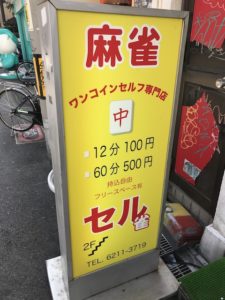 麻雀
ワンコインセルフ専門店
中
12分100円
60分500円
持込自由
フリースペース有
セル雀
2F
TEL. 6211-3719